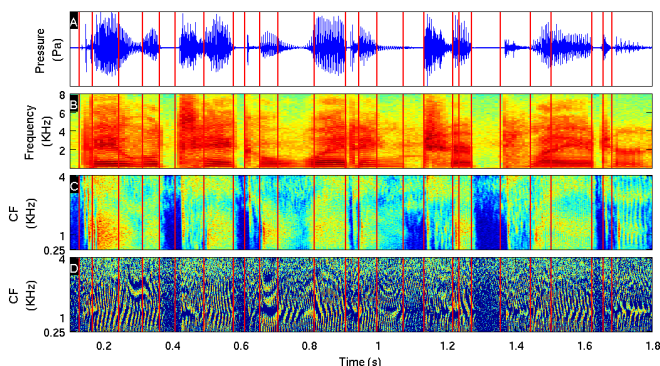 A
Pressure
(Pa)
B
8
6
4
2
Frequency
(KHz)
C
4
1
0.25
CF
(KHz)
D
4
1
0.25
CF
(KHz)
0.2 0.4 0.6 0.8 1 1.2 1.4 1.6 1.8
Time (s)